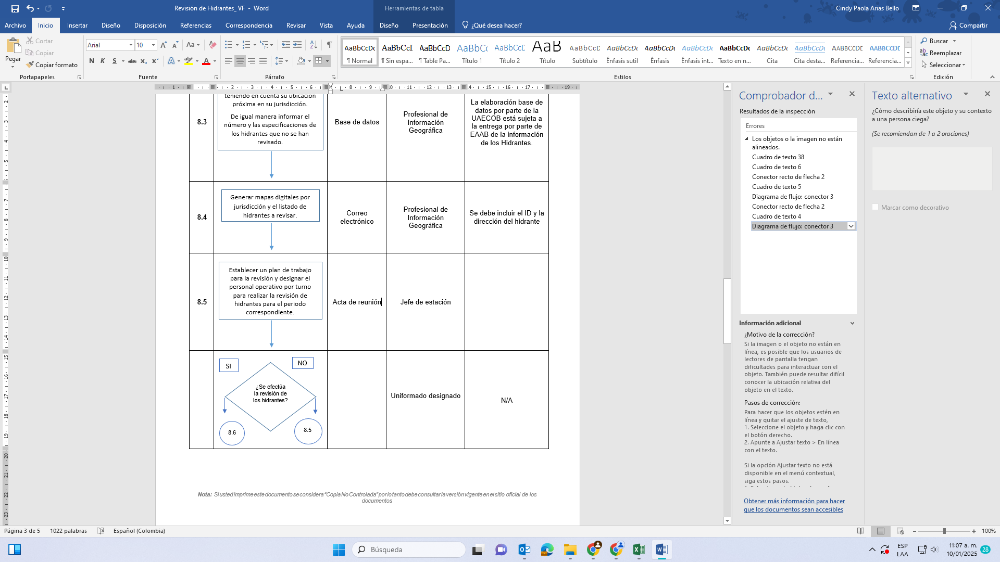 Revisión de Hidrantes_ VF - Word
Herramientas de tabla
Cindy Paola Arias Bello
Archivo
Inicio
Insertar
Diseño
Disposición
Referencias
Correspondencia
Revisar
Vista
Ayuda
Diseño
Presentación
¿Qué desea hacer?
Compartir
Pegar
Cortar
Copiar
Copiar formato
Portapapeles
Arial
10
Fuente
Párrafo
AaBbCcDc
¶ Normal
AaBbCcI
¶ Sin espa...
AaBbCcD
¶ Table Pa...
AaBbC
Título 1
AaBbCcD
Título 2
AaB
Título
AaBbCcD
Subtítulo
AaBbCcDc
Énfasis sutil
AaBbCcDc
Énfasis
AaBbCcDc
Énfasis int...
AaBbCcDc
Texto en n...
AaBbCcDc
Cita
AaBbCcDc
Cita desta...
AaBbCcDc
Referencia...
AaBbCcDc
Referencia...
Estilos
Buscar
Reemplazar
Seleccionar
Edición
teniendo en cuenta su ubicación
próxima en su jurisdicción.
De igual manera informar el
número y las especificaciones de
los hidrantes que no se han
revisado.
8.3
Base de datos
Profesional de
Información
Geográfica
La elaboración base de
datos por parte de la
UAECOB está sujeta a
la entrega por parte de
EAAB de la información
de los Hidrantes.
8.4
Generar mapas digitales por
jurisdicción y el listado de
hidrantes a revisar.
Correo
electrónico
Profesional de
Información
Geográfica
Se debe incluir el ID y la
dirección del hidrante
8.5
Establecer un plan de trabajo
para la revisión y designar el
personal operativo por turno
para realizar la revisión de
hidrantes para el periodo
correspondiente.
Acta de reunión
Jefe de estación
SI
NO
¿Se efectúa
la revisión de
los hidrantes?
8.6
8.5
Uniformado designado
N/A
Nota: Si usted imprime este documento se considera “Copia No Controlada” por lo tanto debe consultar la versión vigente en el sitio oficial de los
documentos
Comprobador d...
Resultados de la inspección
Errores
Los objetos o la imagen no están
alineados.
Cuadro de texto 38
Cuadro de texto 6
Conector recto de flecha 2
Cuadro de texto 5
Diagrama de flujo: conector 3
Conector recto de flecha 2
Cuadro de texto 4
Diagrama de flujo: conector 3
Información adicional
¿Motivo de la corrección?
Si la imagen o el objeto no están en
línea, es posible que los usuarios de
lectores de pantalla tengan
dificultades para interactuar con el
objeto. También puede resultar difícil
conocer la ubicación relativa del
objeto en el texto.
Pasos de corrección:
Para hacer que los objetos estén en
línea y quitar el ajuste de texto,
1. Seleccione el objeto y haga clic con
el botón derecho.
2. Apunte a Ajustar texto > En línea
con el texto.
Si la opción Ajustar texto no está
disponible en el menú contextual,
siga estos pasos.
Obtener más información para hacer
que los documentos sean accesibles
Texto alternativo
¿Cómo describiría este objeto y su contexto
a una persona ciega?
(Se recomiendan de 1 a 2 oraciones)
Marcar como decorativo
Página 3 de 5
1022 palabras
Español (Colombia)
100%
Búsqueda
ESP
LAA
11:07 a. m.
10/01/2025
28